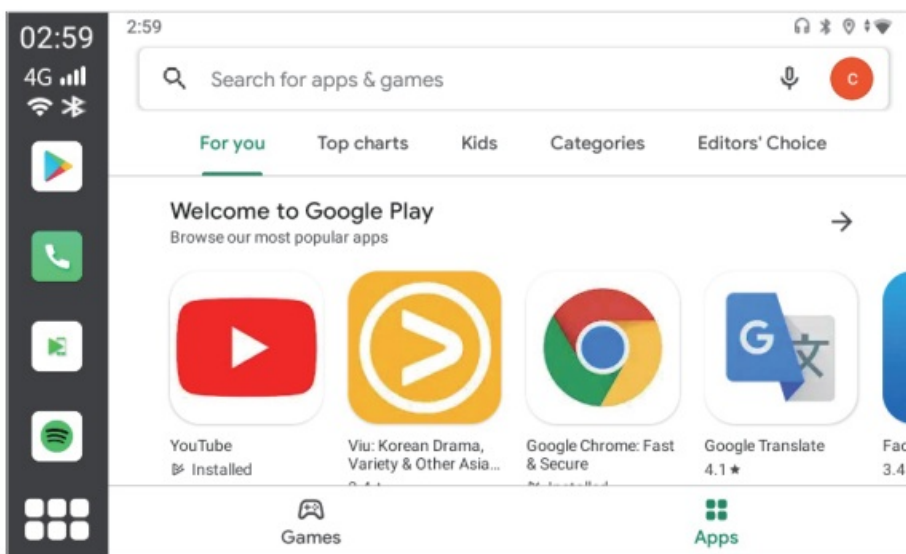 02:59
4G
2:59
Search for apps & games
C
For you
Top charts
Kids
Categories
Editors' Choice
Welcome to Google Play
Browse our most popular apps
G
文
YouTube
Installed
Viu: Korean Drama,
Variety & Other Asia...
Google Chrome: Fast
& Secure
Installed
Google Translate
4.1★
Fac
3.4
Games
Apps